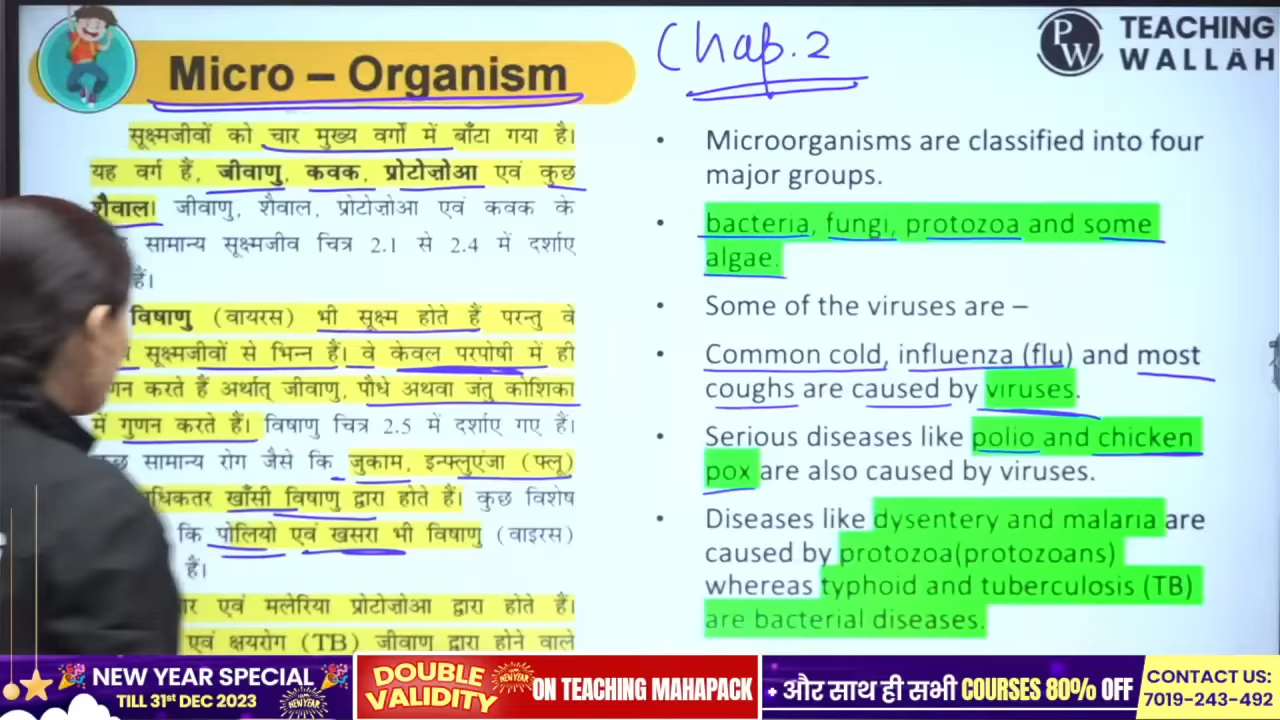 Micro – Organism
Chap. 2
PW TEACHING
WALLAH
सूक्ष्मजीवों को चार मुख्य वर्गों में बाँटा गया है।
यह वर्ग हैं, जीवाणु, कवक, प्रोटोज़ोआ एवं कुछ
शैवाल। जीवाणु, शैवाल, प्रोटोज़ोआ एवं कवक के
सामान्य सूक्ष्मजीव चित्र 2.1 से 2.4 में दर्शाए
हैं।
विषाणु (वायरस) भी सूक्ष्म होते हैं परन्तु वे
सूक्ष्मजीवों से भिन्न हैं। वे केवल परपोषी में ही
करते हैं अर्थात् जीवाणु, पौधे अथवा जंतु कोशिका
में गुणन करते हैं। विषाणु चित्र 2.5 में दर्शाए गए हैं।
सामान्य रोग जैसे कि जुकाम, इन्फ्लुएंजा (फ्लू)
खाँसी विषाणु द्वारा होते हैं। कुछ विशेष
कि पोलियो एवं खसरा भी विषाणु (वाइरस)
हैं।
एवं मलेरिया प्रोटोज़ोआ द्वारा होते हैं।
एवं क्षयरोग (TB) जीवाणु द्वारा होने वाले
• Microorganisms are classified into four
major groups.
• bacteria, fungi, protozoa and some
algae.
• Some of the viruses are –
• Common cold, influenza (flu) and most
coughs are caused by viruses.
• Serious diseases like polio and chicken
pox are also caused by viruses.
• Diseases like dysentery and malaria are
caused by protozoa(protozoans)
whereas typhoid and tuberculosis (TB)
are bacterial diseases.
NEW YEAR SPECIAL
TILL 31st DEC 2023
DOUBLE
VALIDITY
ON TEACHING MAHAPACK
+ और साथ ही सभी COURSES 80% OFF
CONTACT US:
7019-243-492